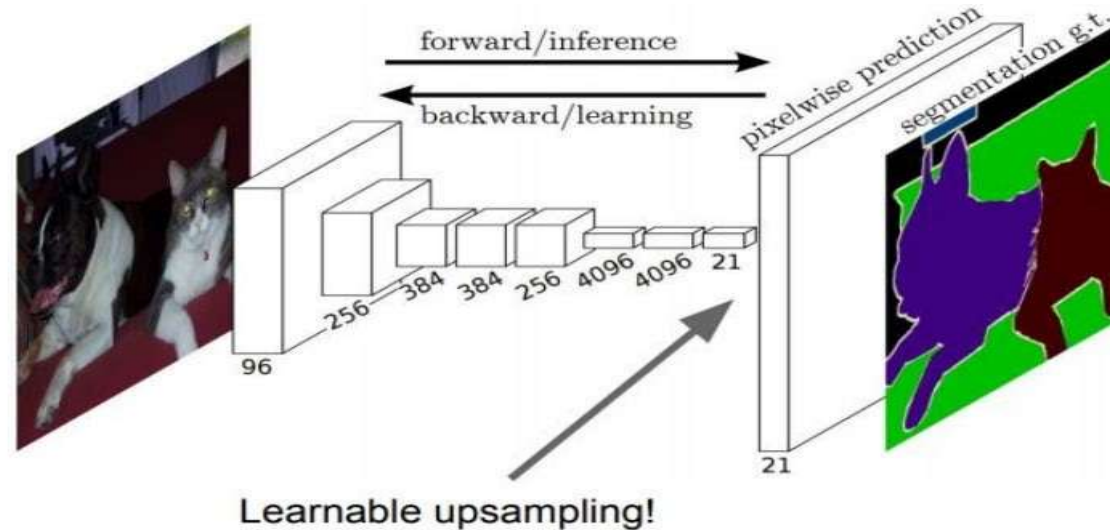 forward/inference
backward/learning
pixelwise prediction
segmentation g.t.
96
256
384
384
256
4096
4096
21
21
Learnable upsampling!